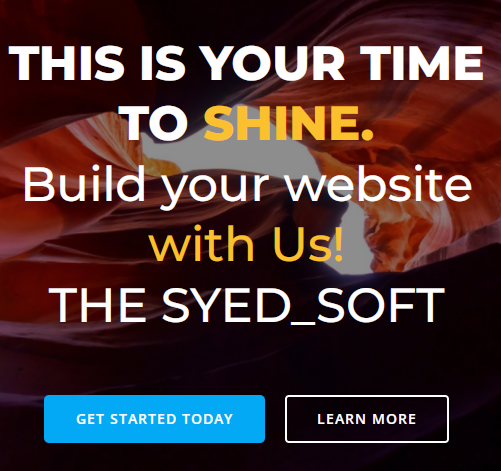 THIS IS YOUR TIME
TO SHINE.
Build your website
with Us!
THE SYED_SOFT
GET STARTED TODAY
LEARN MORE